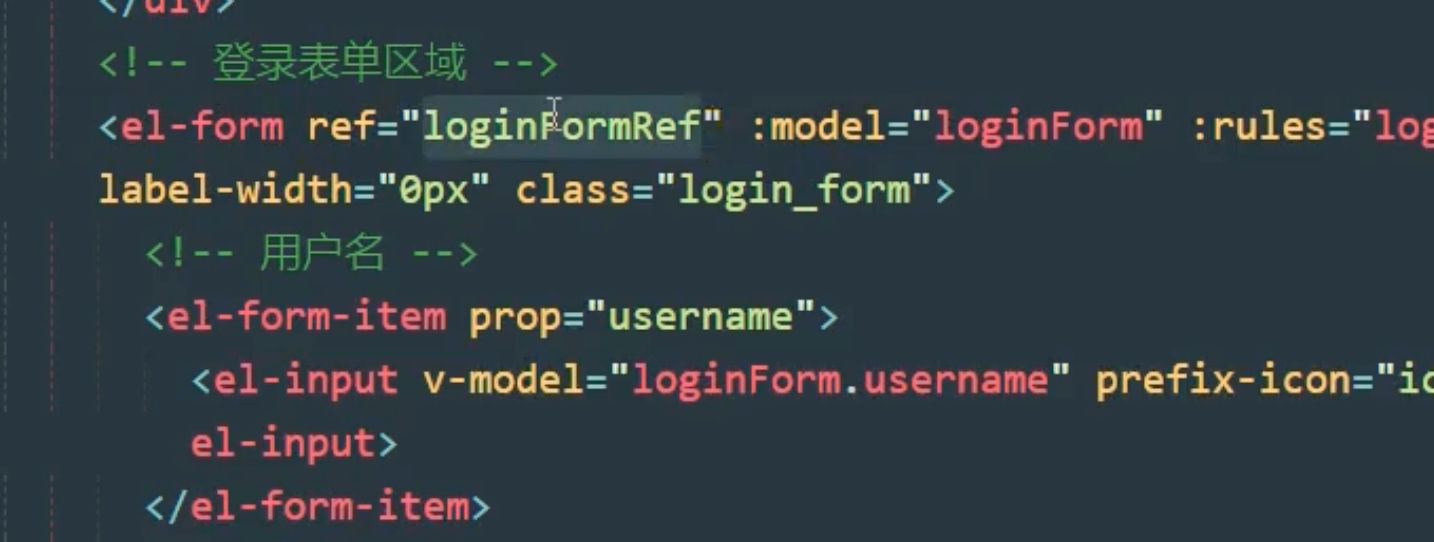 </div>
<!-- 登录表单区域 -->
<el-form ref="loginFormRef" :model="loginForm" :rules="log
label-width="0px" class="login_form">
<!-- 用户名 -->
<el-form-item prop="username">
<el-input v-model="loginForm.username" prefix-icon="ic
el-input>
</el-form-item>